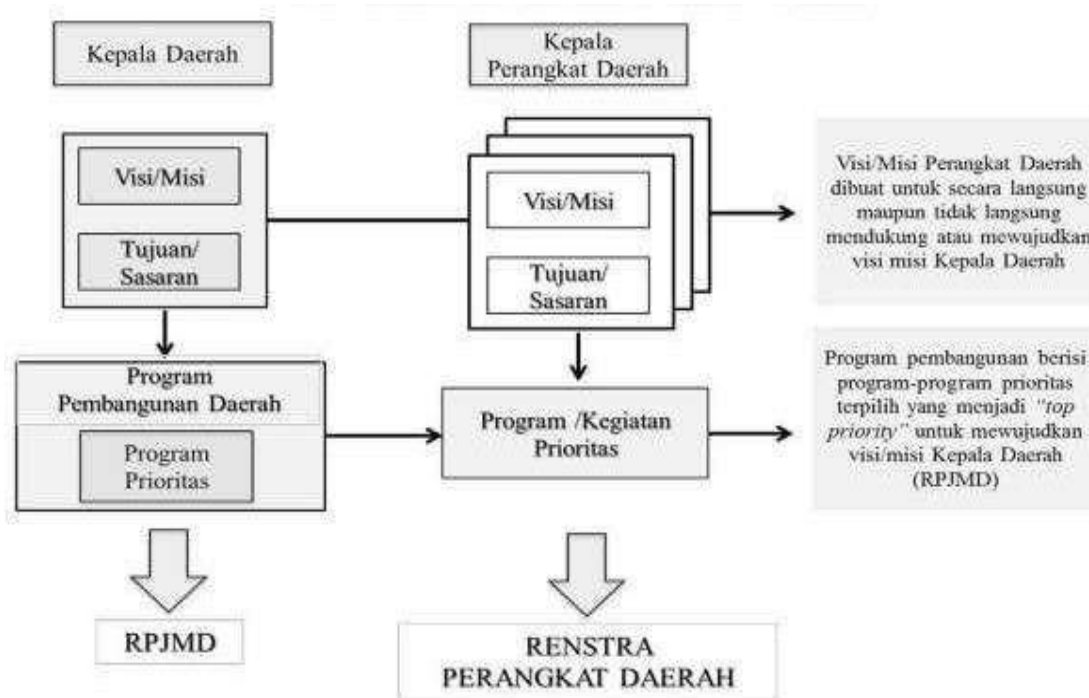 Kepala Daerah
Kepala
Perangkat Daerah
Visi/Misi
Tujuan/
Sasaran
Visi/Misi
Tujuan/
Sasaran
Visi/Misi Perangkat Daerah
dibuat untuk secara langsung
maupun tidak langsung
mendukung atau mewujudkan
visi misi Kepala Daerah
Program
Pembangunan Daerah
Program
Prioritas
Program /Kegiatan
Prioritas
Program pembangunan berisi
program-program prioritas
terpilih yang menjadi “top
priority” untuk mewujudkan
visi/misi Kepala Daerah
(RPJMD)
RPJMD
RENSTRA
PERANGKAT DAERAH